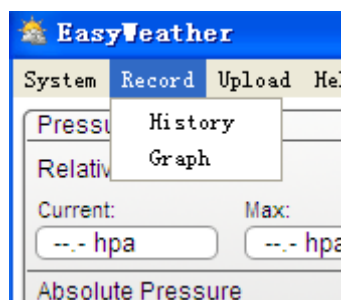 EasyWeather
System Record Upload
History
Graph
Current: Max:
--.- hpa --.- hpa
Absolute Pressure